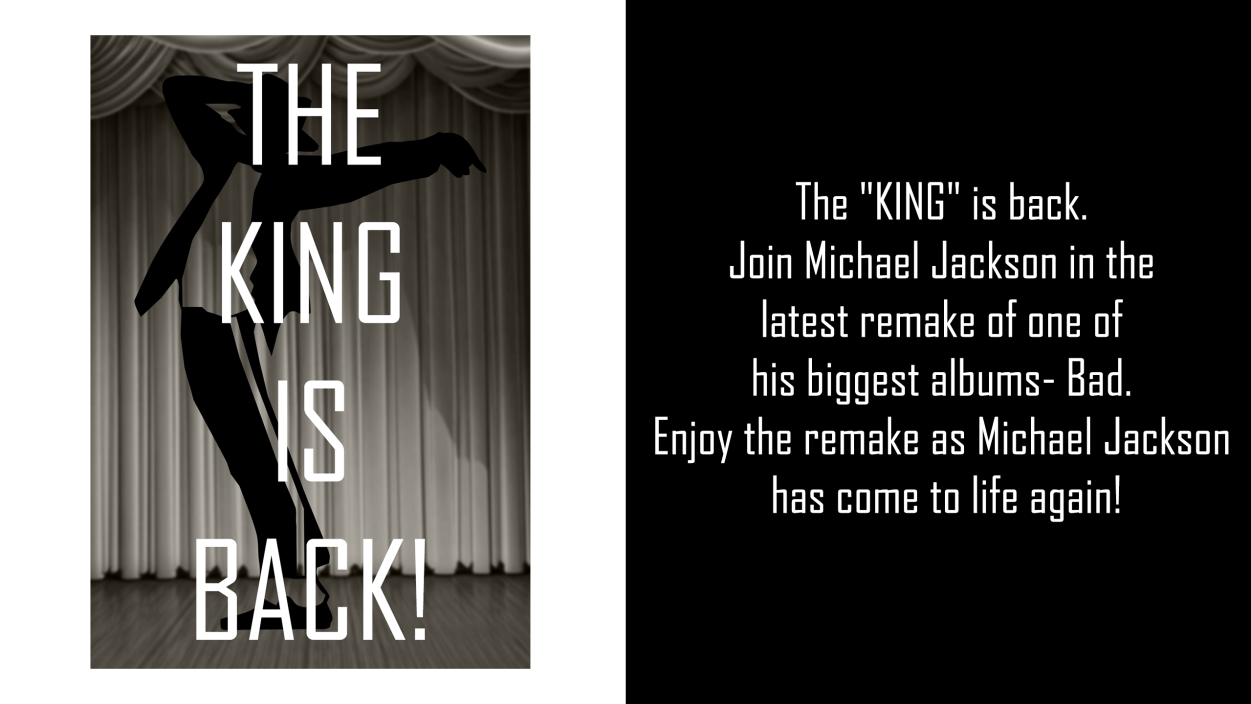 THE
KING
IS
BACK!
The "KING" is back.
Join Michael Jackson in the
latest remake of one of
his biggest albums- Bad.
Enjoy the remake as Michael Jackson
has come to life again!